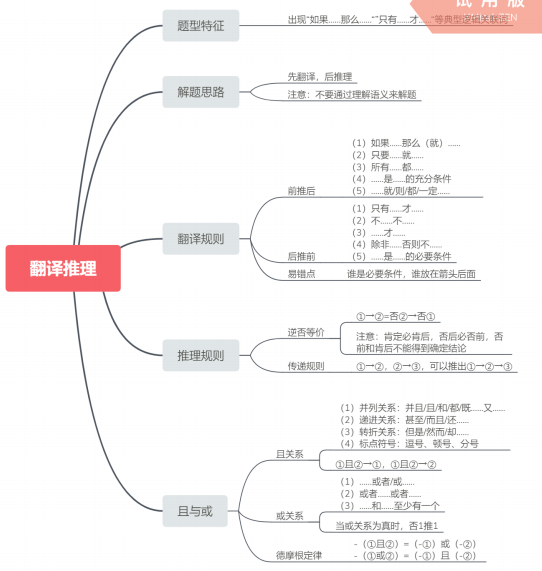 试用版
题型特征
出现“如果……那么……”“只有……才……”等典型逻辑关联词
解题思路
先翻译，后推理
注意：不要通过理解语义来解题
翻译推理
翻译规则
前推后
（1）如果……那么（就）……
（2）只要……就……
（3）所有……都……
（4）……是……的充分条件
（5）……就/则/都/一定……
后推前
（1）只有……才……
（2）不……不……
（3）……才……
（4）除非……否则不……
（5）……是……的必要条件
易错点
谁是必要条件，谁放在箭头后面
推理规则
逆否等价
①→②=否②→否①
注意：肯定必肯后，否后必否前，否
前和肯后不能得到确定结论
传递规则
①→②，②→③，可以推出①→②→③
且与或
且关系
（1）并列关系：并且/且/和/都/既……又……
（2）递进关系：甚至/而且/还……
（3）转折关系：但是/然而/却……
（4）标点符号：逗号、顿号、分号
①且②→①，①且②→②
或关系
（1）……或者/或……
（2）或者……或者……
（3）……和……至少有一个
当或关系为真时，否1推1
德摩根定律
-（①且②）=（-①）或（-②）
-（①或②）=（-①）且（-②）